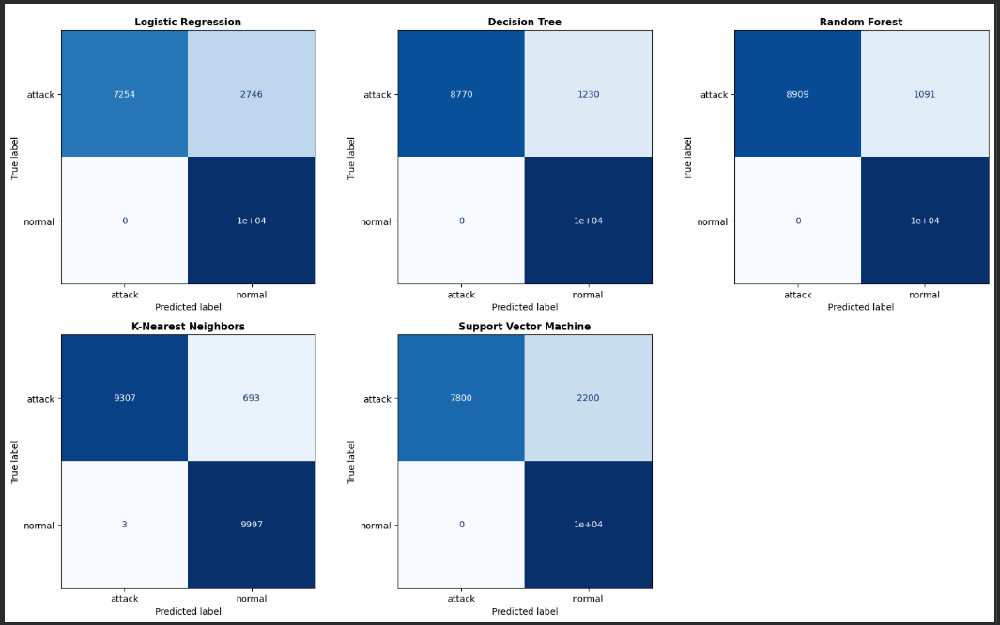 Logistic Regression
True label
attack
7254
2746
normal
0
1e+04
attack
normal
Predicted label
Decision Tree
True label
attack
8770
1230
normal
0
1e+04
attack
normal
Predicted label
Random Forest
True label
attack
8909
1091
normal
0
1e+04
attack
normal
Predicted label
K-Nearest Neighbors
True label
attack
9307
693
normal
3
9997
attack
normal
Predicted label
Support Vector Machine
True label
attack
7800
2200
normal
0
1e+04
attack
normal
Predicted label